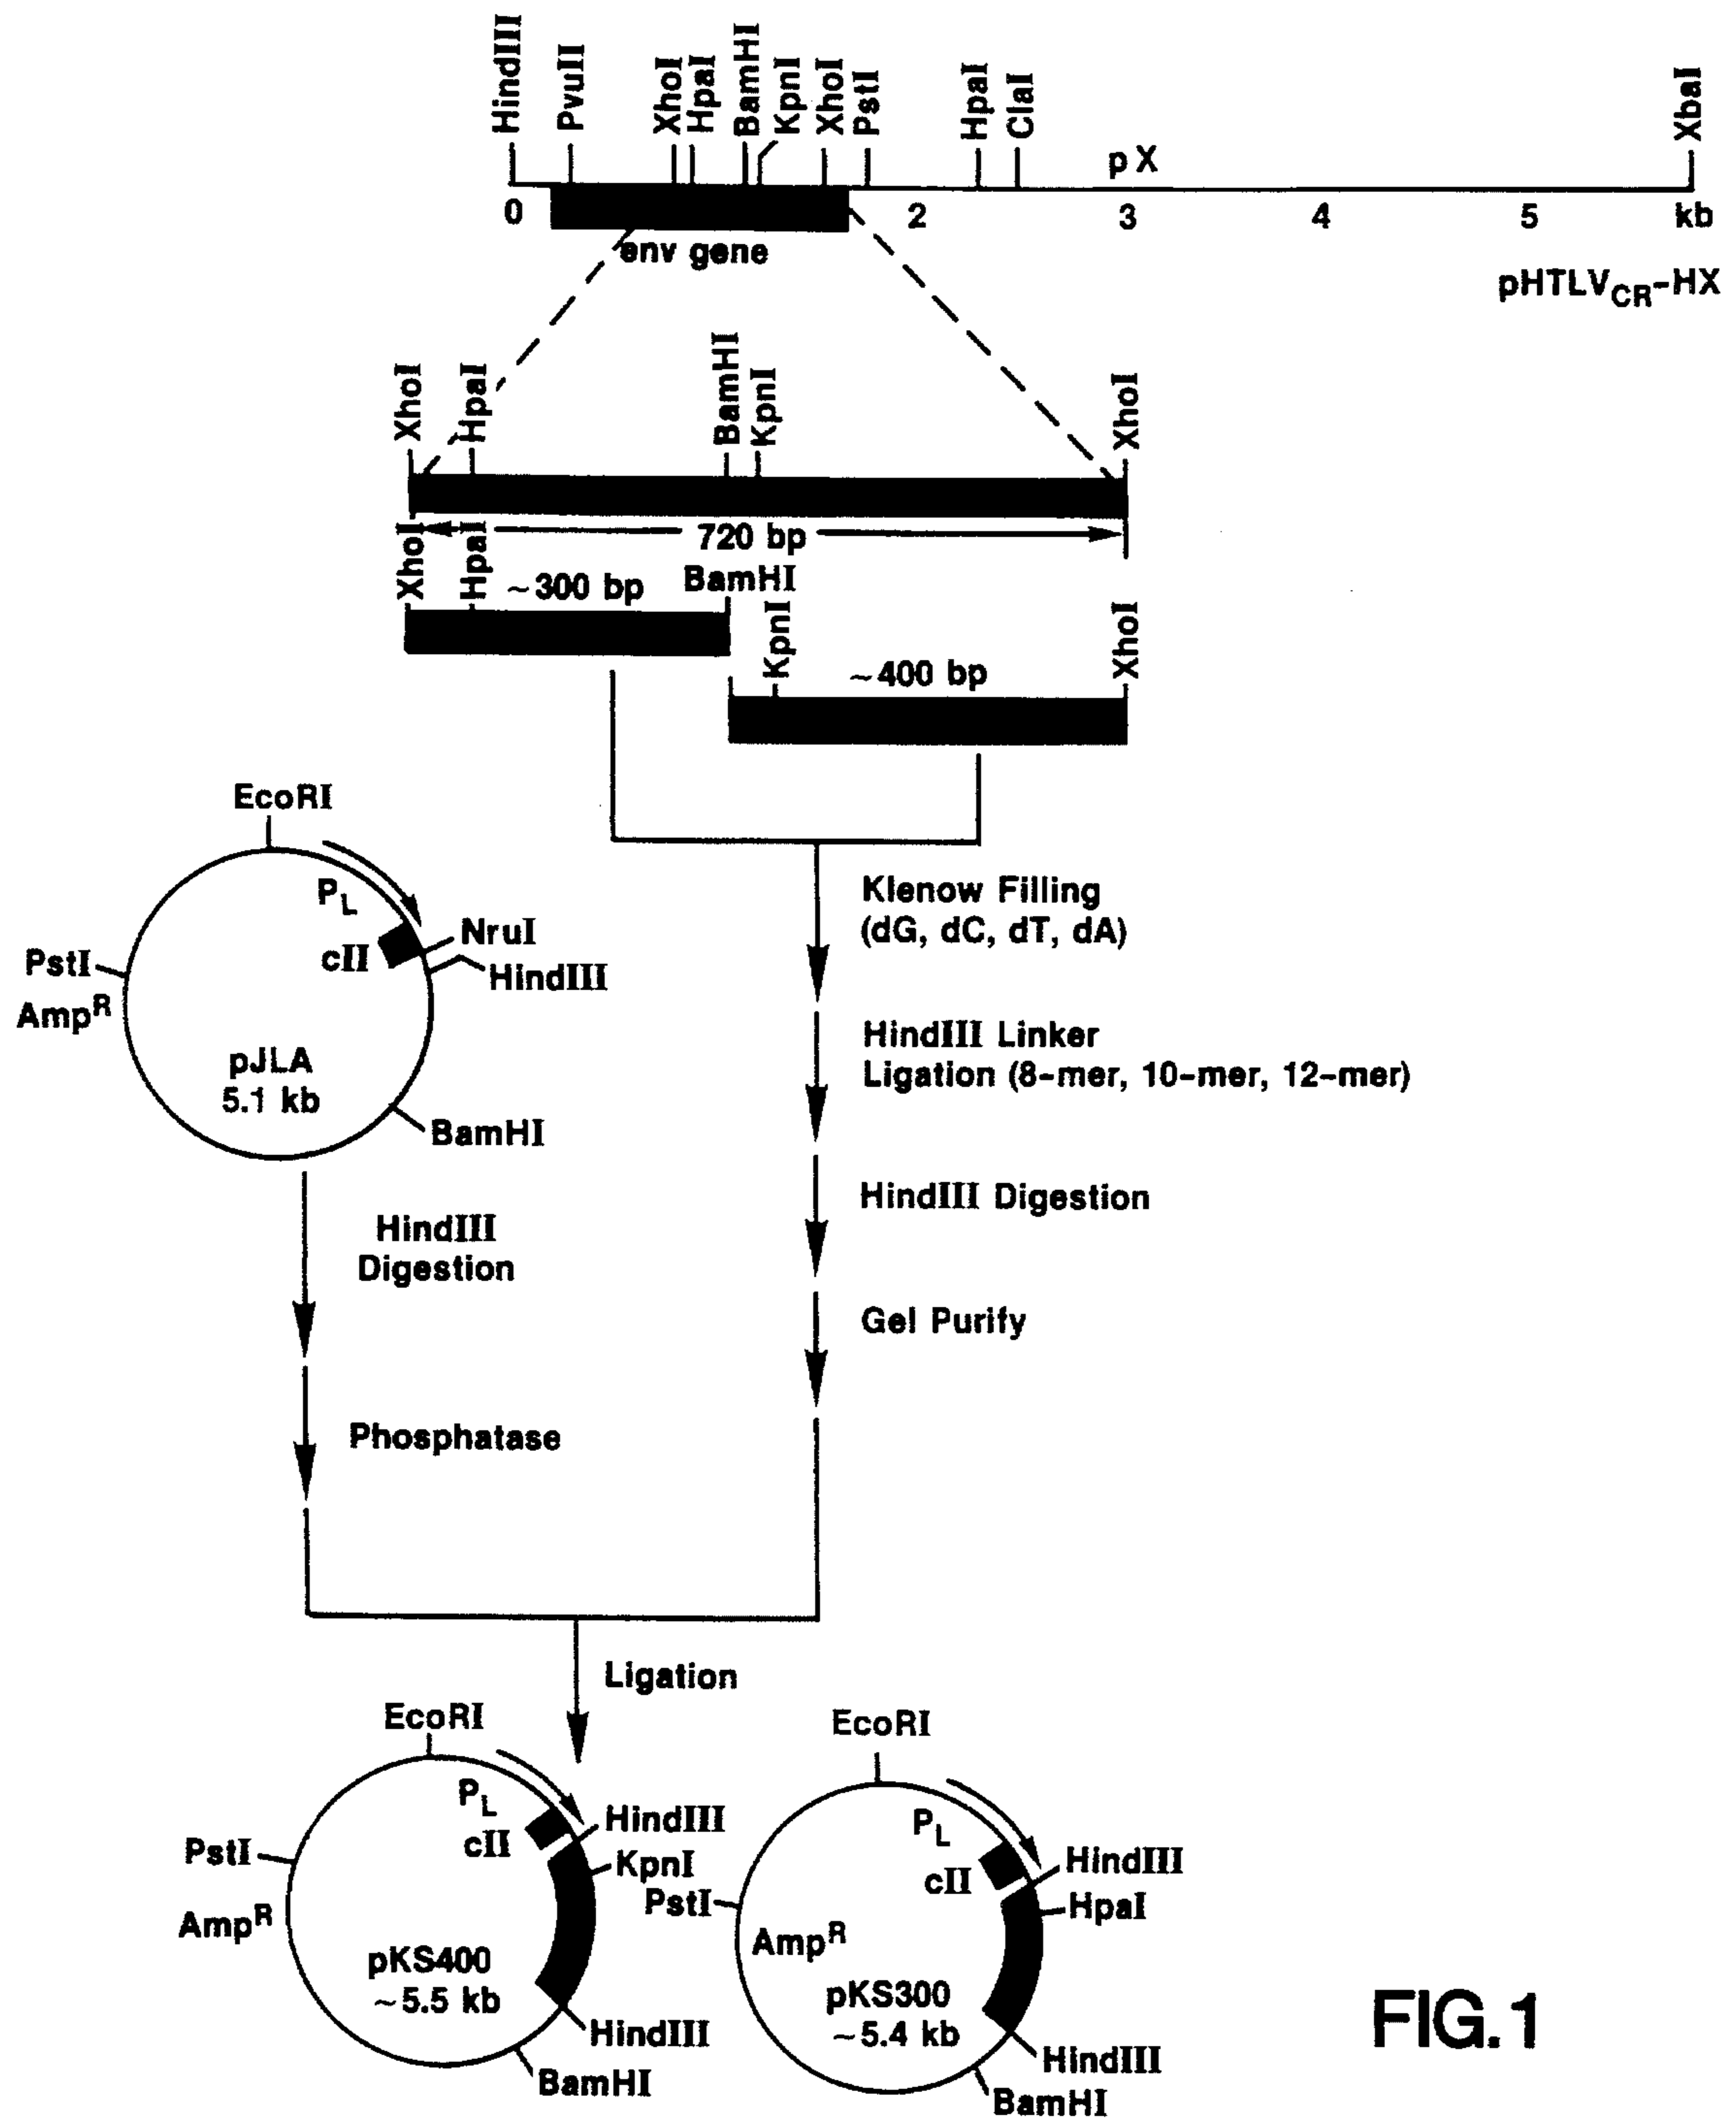 HindIII PvuII XhoI HpaI BamHI KpnI XhoI PstI HpaI ClaI XbaI
pX
0 2 3 4 5 kb
env gene
pHTLVCR-HX
XhoI HpaI BamHI KpnI XhoI
720 bp
XhoI HpaI ~300 bp BamHI
KpnI ~400 bp XhoI
EcoRI
PL
cII
NruI
HindIII
PstI
AmpR
pJLA
5.1 kb
BamHI
Klenow Filling
(dG, dC, dT, dA)
HindIII Linker
Ligation (8-mer, 10-mer, 12-mer)
HindIII Digestion
Gel Purify
HindIII
Digestion
Phosphatase
Ligation
EcoRI
PL
cII
HindIII
KpnI
PstI
AmpR
pKS400
~5.5 kb
HindIII
BamHI
EcoRI
PL
cII
HindIII
HpaI
PstI
AmpR
pKS300
~5.4 kb
HindIII
BamHI
FIG.1